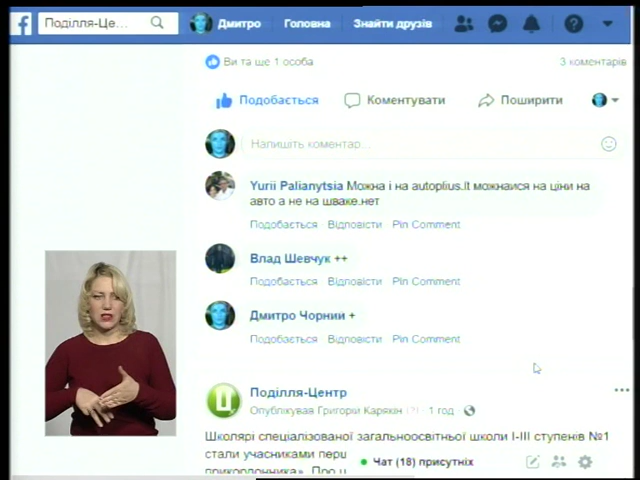 Поділля-Це...
Дмитро Головна Знайти друзів
Ви та ще 1 особа
3 коментарів
Подобається Коментувати Поширити
Напишіть коментар...
Yurii Palianytsia Можна і на autoplius.lt можнаися на ціни на
авто а не на шваке.нет
Подобається Відповісти Pin Comment
Влад Шевчук ++
Подобається Відповісти Pin Comment
Дмитро Чорний +
Подобається Відповісти Pin Comment
Ц
Поділля-Центр
Опублікував Григорій Карякін [?] · 1 год ·
Школярі спеціалізованої загальноосвітньої школи І-ІІІ ступенів №1
стали учасниками
Чат (18) присутніх